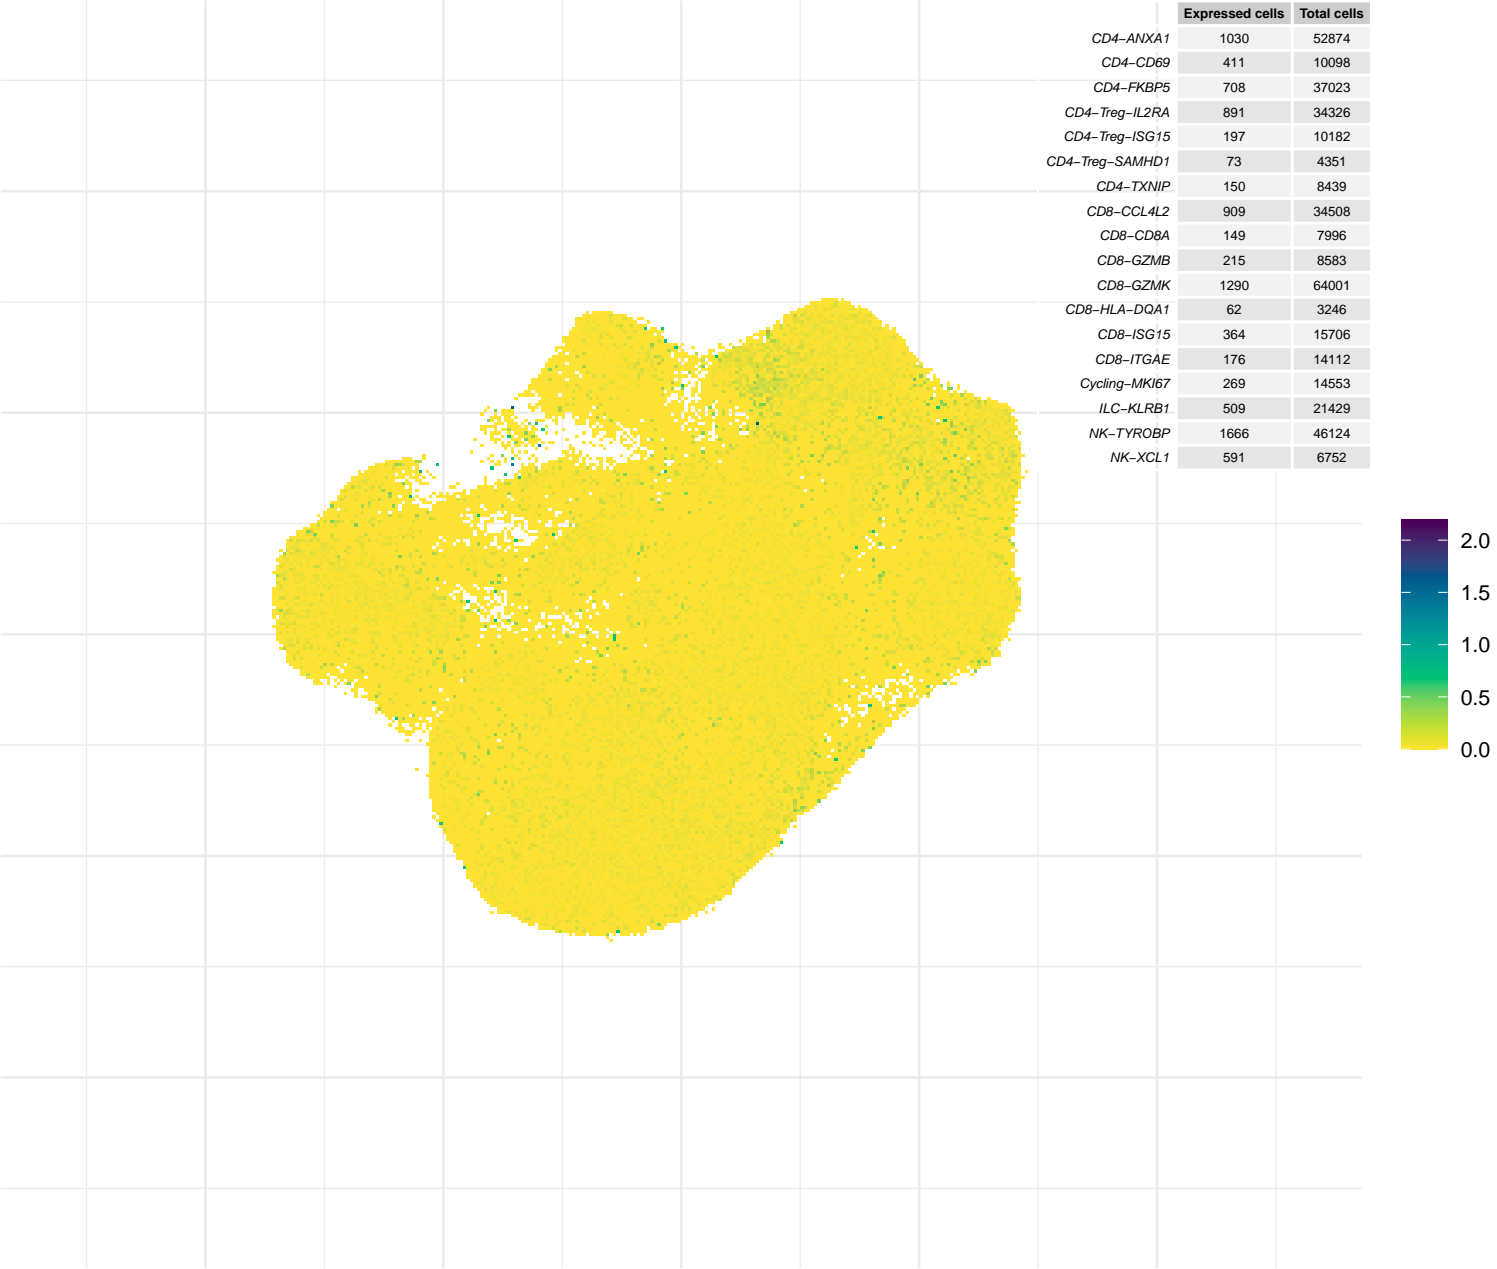 Expressed cells Total cells
CD4−ANXA1 1030 52874
CD4−CD69 411 10098
CD4−FKBP5 708 37023
CD4−Treg−IL2RA 891 34326
CD4−Treg−ISG15 197 10182
CD4−Treg−SAMHD1 73 4351
CD4−TXNIP 150 8439
CD8−CCL4L2 909 34508
CD8−CD8A 149 7996
CD8−GZMB 215 8583
CD8−GZMK 1290 64001
CD8−HLA−DQA1 62 3246
CD8−ISG15 364 15706
CD8−ITGAE 176 14112
Cycling−MKI67 269 14553
ILC−KLRB1 509 21429
NK−TYROBP 1666 46124
NK−XCL1 591 6752
2.0
1.5
1.0
0.5
0.0